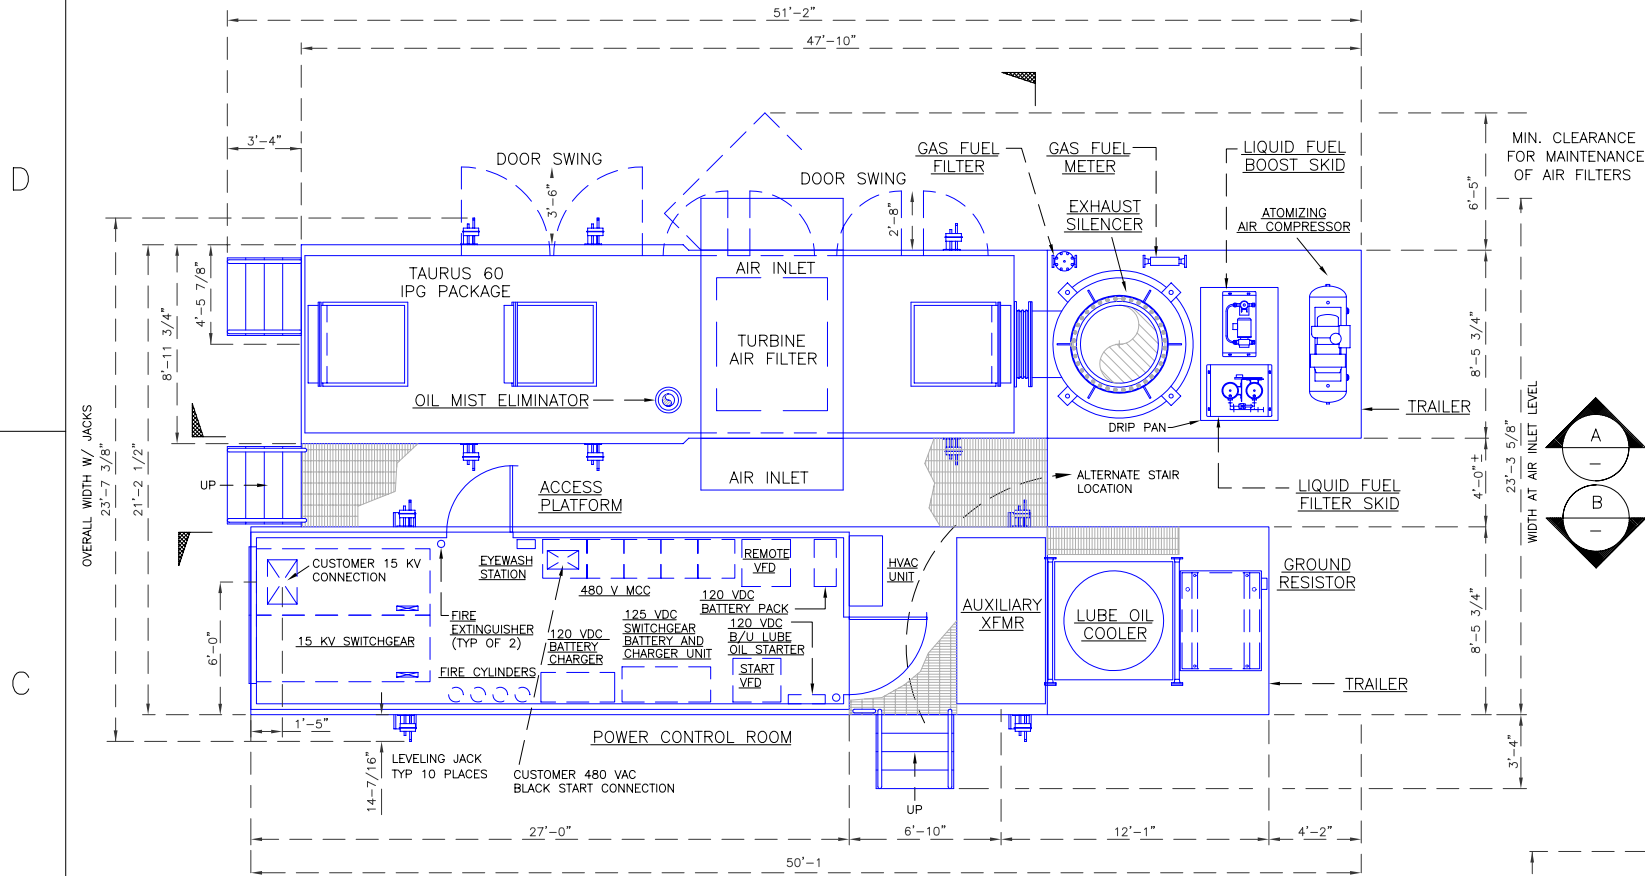 51'-2"
47'-10"
3'-4"
DOOR SWING
3'-6"
DOOR SWING
2'-8"
GAS FUEL
FILTER
GAS FUEL
METER
LIQUID FUEL
BOOST SKID
MIN. CLEARANCE
FOR MAINTENANCE
OF AIR FILTERS
6'-5"
D
EXHAUST
SILENCER
ATOMIZING
AIR COMPRESSOR
TAURUS 60
IPG PACKAGE
AIR INLET
TURBINE
AIR FILTER
4'-5 7/8"
8'-11 3/4"
8'-5 3/4"
OIL MIST ELIMINATOR
TRAILER
DRIP PAN
OVERALL WIDTH W/ JACKS
23'-7 3/8"
21'-2 1/2"
WIDTH AT AIR INLET LEVEL
23'-3 5/8"
4'-0"±
A
–
B
–
UP
AIR INLET
ACCESS
PLATFORM
ALTERNATE STAIR
LOCATION
LIQUID FUEL
FILTER SKID
CUSTOMER 15 KV
CONNECTION
EYEWASH
STATION
480 V MCC
REMOTE
VFD
HVAC
UNIT
120 VDC
BATTERY PACK
GROUND
RESISTOR
AUXILIARY
XFMR
LUBE OIL
COOLER
FIRE
EXTINGUISHER
(TYP OF 2)
15 KV SWITCHGEAR
120 VDC
BATTERY
CHARGER
125 VDC
SWITCHGEAR
BATTERY AND
CHARGER UNIT
120 VDC
B/U LUBE
OIL STARTER
START
VFD
FIRE CYLINDERS
6'-0"
8'-5 3/4"
C
TRAILER
1'-5"
POWER CONTROL ROOM
3'-4"
LEVELING JACK
TYP 10 PLACES
14-7/16"
CUSTOMER 480 VAC
BLACK START CONNECTION
UP
27'-0"
6'-10"
12'-1"
4'-2"
50'-1